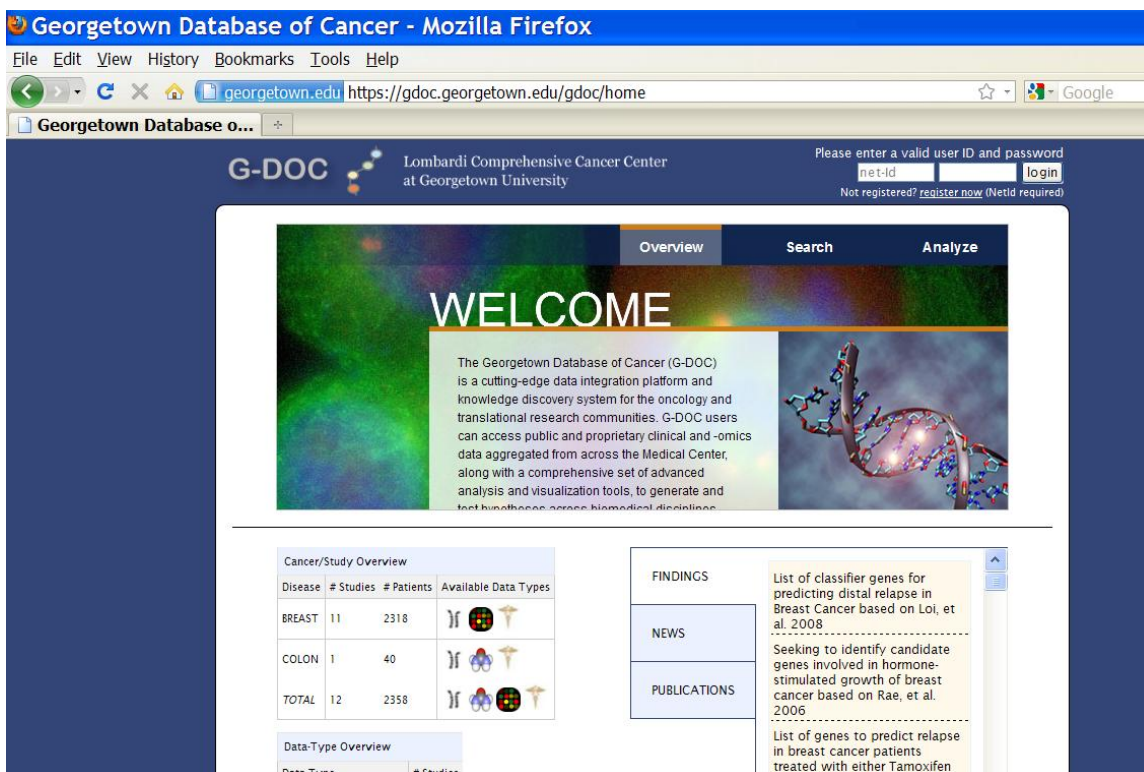 Georgetown Database of Cancer - Mozilla Firefox
File Edit View History Bookmarks Tools Help
georgetown.edu https://gdoc.georgetown.edu/gdoc/home
Google
Georgetown Database o...
G-DOC
Lombardi Comprehensive Cancer Center
at Georgetown University
Please enter a valid user ID and password
net-Id
login
Not registered? register now (NetId required)
Overview Search Analyze
WELCOME
The Georgetown Database of Cancer (G-DOC)
is a cutting-edge data integration platform and
knowledge discovery system for the oncology and
translational research communities. G-DOC users
can access public and proprietary clinical and -omics
data aggregated from across the Medical Center,
along with a comprehensive set of advanced
analysis and visualization tools, to generate and
test hypotheses across biomedical disciplines
Cancer/Study Overview
Disease # Studies # Patients Available Data Types
BREAST 11 2318
COLON 1 40
TOTAL 12 2358
Data-Type Overview
Data Type # Studies
FINDINGS
NEWS
PUBLICATIONS
List of classifier genes for
predicting distal relapse in
Breast Cancer based on Loi, et
al. 2008
Seeking to identify candidate
genes involved in hormone-
stimulated growth of breast
cancer based on Rae, et al.
2006
List of genes to predict relapse
in breast cancer patients
treated with either Tamoxifen